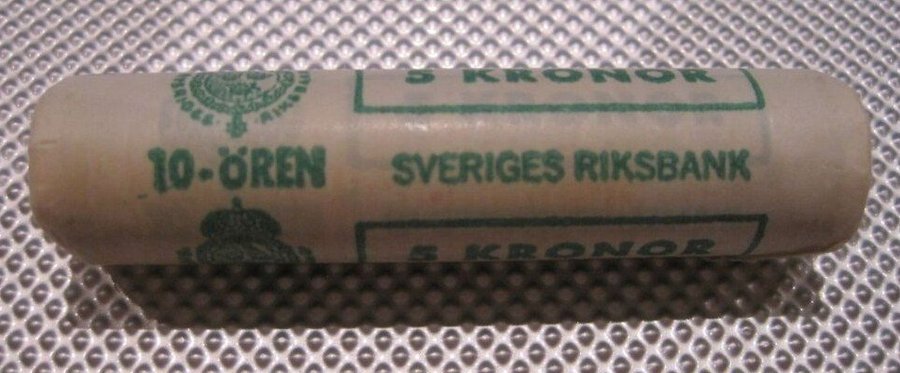 5 KRONOR
10-ÖREN
SVERIGES RIKSBANK
5 KRONOR